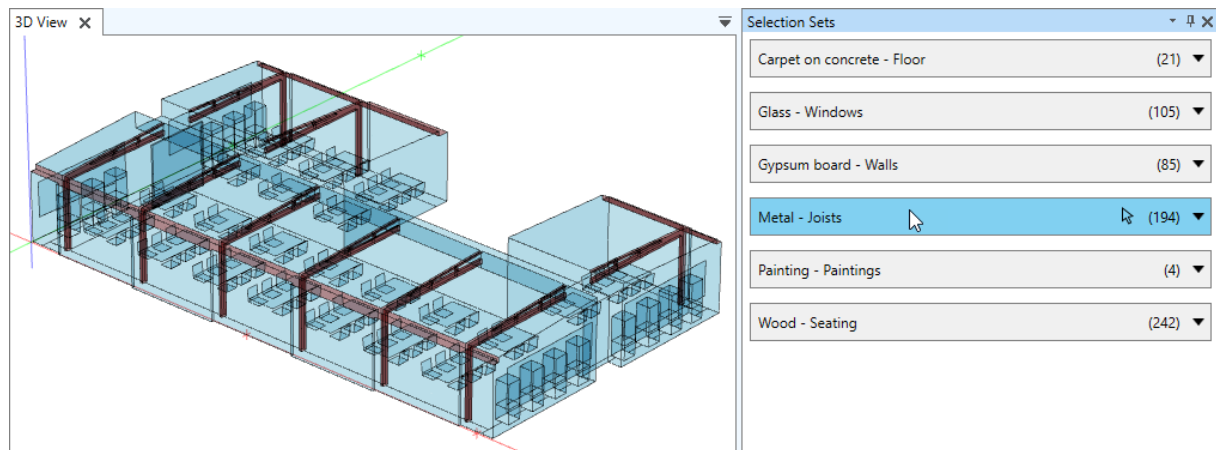 3D View
Selection Sets
Carpet on concrete - Floor (21)
Glass - Windows (105)
Gypsum board - Walls (85)
Metal - Joists (194)
Painting - Paintings (4)
Wood - Seating (242)